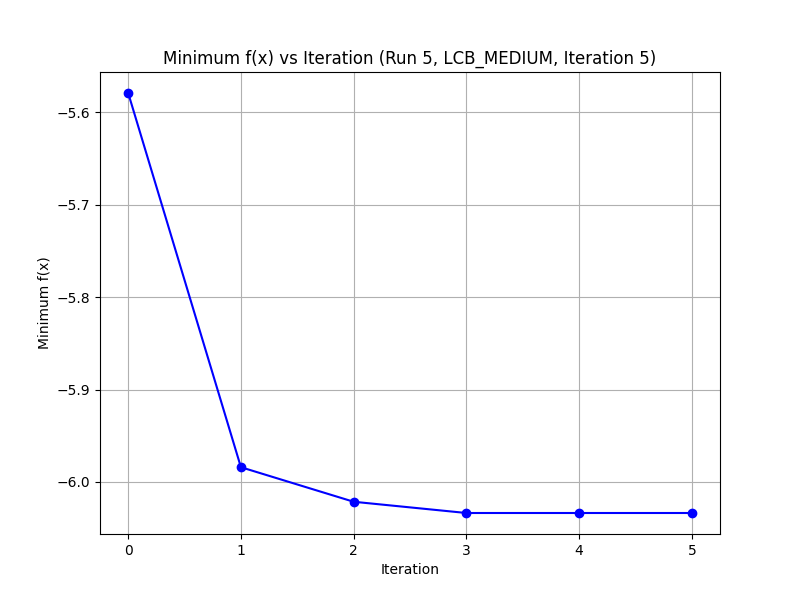 Minimum f(x) vs Iteration (Run 5, LCB_MEDIUM, Iteration 5)
−5.6
−5.7
−5.8
−5.9
−6.0
Minimum f(x)
0 1 2 3 4 5
Iteration